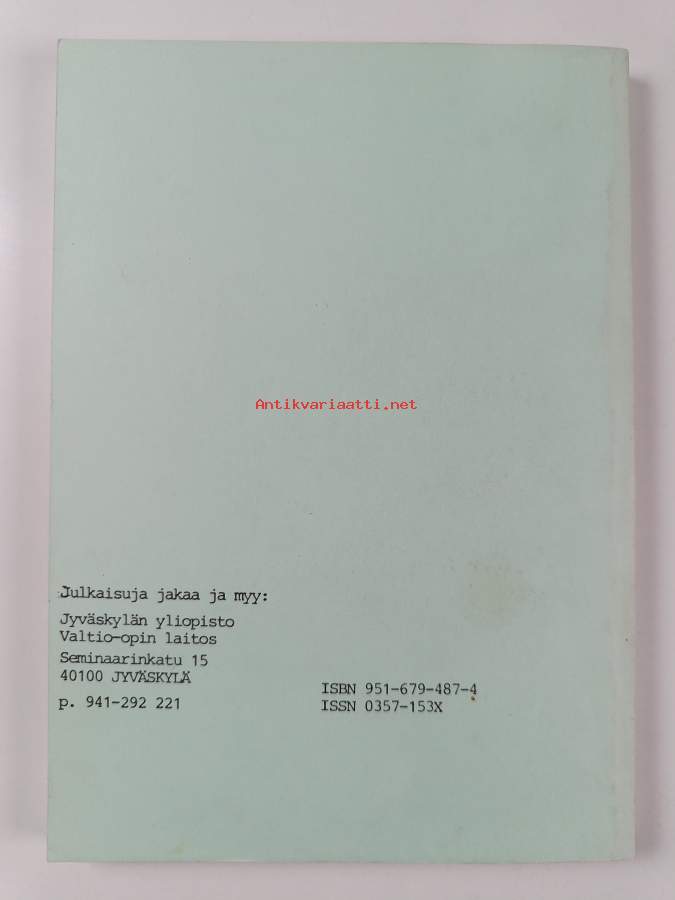 Antikvariaatti.net
Julkaisuja jakaa ja myy:
Jyväskylän yliopisto
Valtio-opin laitos
Seminaarinkatu 15
40100 JYVÄSKYLÄ
p. 941-292 221
ISBN 951-679-487-4
ISSN 0357-153X